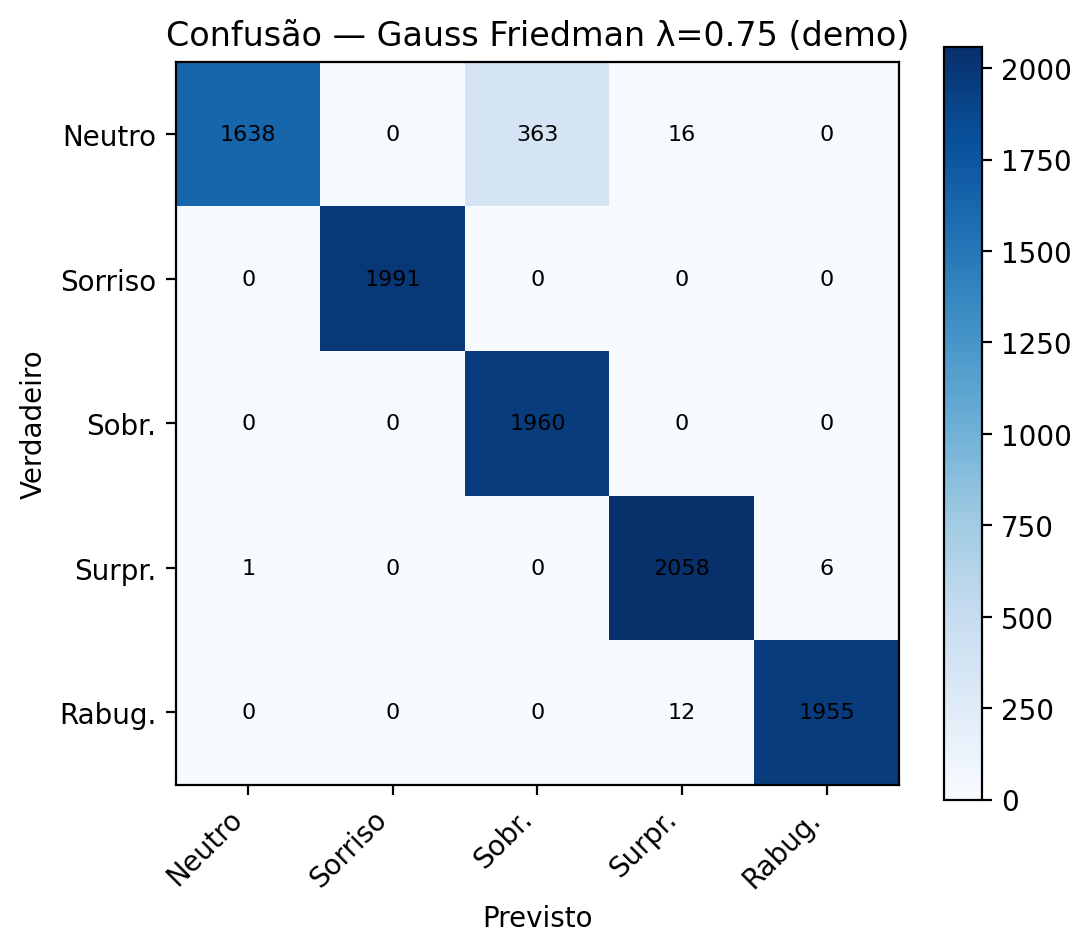 Confusão — Gauss Friedman λ=0.75 (demo)
Neutro 1638 0 363 16 0
Sorriso 0 1991 0 0 0
Sobr. 0 0 1960 0 0
Surpr. 1 0 0 2058 6
Rabug. 0 0 0 12 1955
Neutro Sorriso Sobr. Surpr. Rabug.
Previsto
Verdadeiro
2000
1750
1500
1250
1000
750
500
250
0